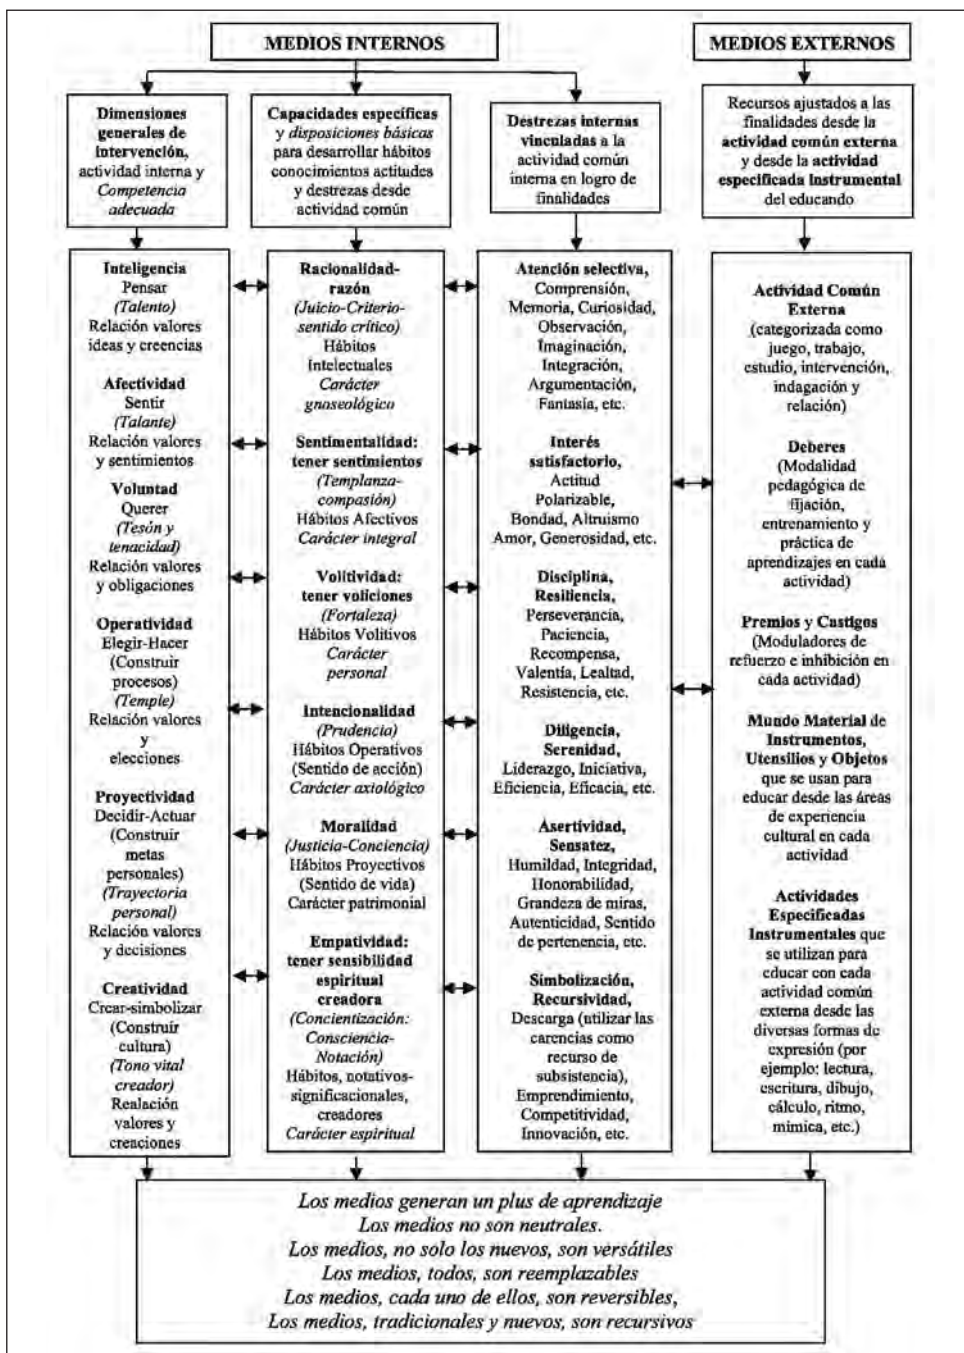 MEDIOS INTERNOS
MEDIOS EXTERNOS
Dimensiones
generales de
intervención,
actividad interna y
Competencia
adecuada
Capacidades específicas
y disposiciones básicas
para desarrollar hábitos
conocimientos actitudes
y destrezas desde
actividad común
Destrezas internas
vinculadas a la
actividad común
interna en logro de
finalidades
Recursos ajustados a las
finalidades desde la
actividad común externa
y desde la actividad
especificada instrumental
del educando
Inteligencia
Pensar
(Talento)
Relación valores
ideas y creencias
Afectividad
Sentir
(Talante)
Relación valores
y sentimientos
Voluntad
Querer
(Tesón y
tenacidad)
Relación valores
y obligaciones
Operatividad
Elegir-Hacer
(Construir
procesos)
(Temple)
Relación valores
y
elecciones
Proyectividad
Decidir-Actuar
(Construir
metas
personales)
(Trayectoria
personal)
Relación valores
y decisiones
Creatividad
Crear-simbolizar
(Construir
cultura)
(Tono vital
creador)
Realación
valores y
creaciones
Racionalidad-
razón
(Juicio-Criterio-
sentido crítico)
Hábitos
Intelectuales
Carácter
gnoseológico
Sentimentalidad:
tener sentimientos
(Templanza-
compasión)
Hábitos Afectivos
Carácter integral
Volitividad:
tener voliciones
(Fortaleza)
Hábitos Volitivos
Carácter
personal
Intencionalidad
(Prudencia)
Hábitos Operativos
(Sentido de acción)
Carácter axiológico
Moralidad
(Justicia-Conciencia)
Hábitos Proyectivos
(Sentido de vida)
Carácter patrimonial
Empatividad:
tener sensibilidad
espiritual
creadora
(Concientización:
Consciencia-
Notación)
Hábitos, notativos-
significacionales,
creadores
Carácter espiritual
Atención selectiva,
Comprensión,
Memoria, Curiosidad,
Observación,
Imaginación,
Integración,
Argumentación,
Fantasía, etc.
Interés
satisfactorio,
Actitud
Polarizable,
Bondad, Altruismo
Amor, Generosidad, etc.
Disciplina,
Resiliencia,
Perseverancia,
Paciencia,
Recompensa,
Valentía, Lealtad,
Resistencia, etc.
Diligencia,
Serenidad,
Liderazgo, Iniciativa,
Eficiencia, Eficacia, etc.
Asertividad,
Sensatez,
Humildad, Integridad,
Honorabilidad,
Grandeza de miras,
Autenticidad, Sentido
de pertenencia, etc.
Simbolización,
Recursividad,
Descarga (utilizar las
carencias como
recurso de
subsistencia),
Emprendimiento,
Competitividad,
Innovación, etc.
Actividad Común
Externa
(categorizada como
juego, trabajo,
estudio, intervención,
indagación y
relación)
Deberes
(Modalidad
pedagógica de
fijación,
entrenamiento y
práctica de
aprendizajes en cada
actividad)
Premios y Castigos
(Moduladores de
refuerzo e inhibición en
cada actividad)
Mundo Material de
Instrumentos,
Utensilios y Objetos
que se usan para
educar desde las áreas
de experiencia
cultural en cada
actividad
Actividades
Especificadas
Instrumentales que
se utilizan para
educar con cada
actividad común
externa desde las
diversas formas de
expresión (por
ejemplo: lectura,
escritura, dibujo,
cálculo, ritmo,
mímica, etc.)
Los medios generan un plus de aprendizaje
Los medios no son neutrales.
Los medios, no solo los nuevos, son versátiles
Los medios, todos, son reemplazables
Los medios, cada uno de ellos, son reversibles,
Los medios, tradicionales y nuevos, son recursivos